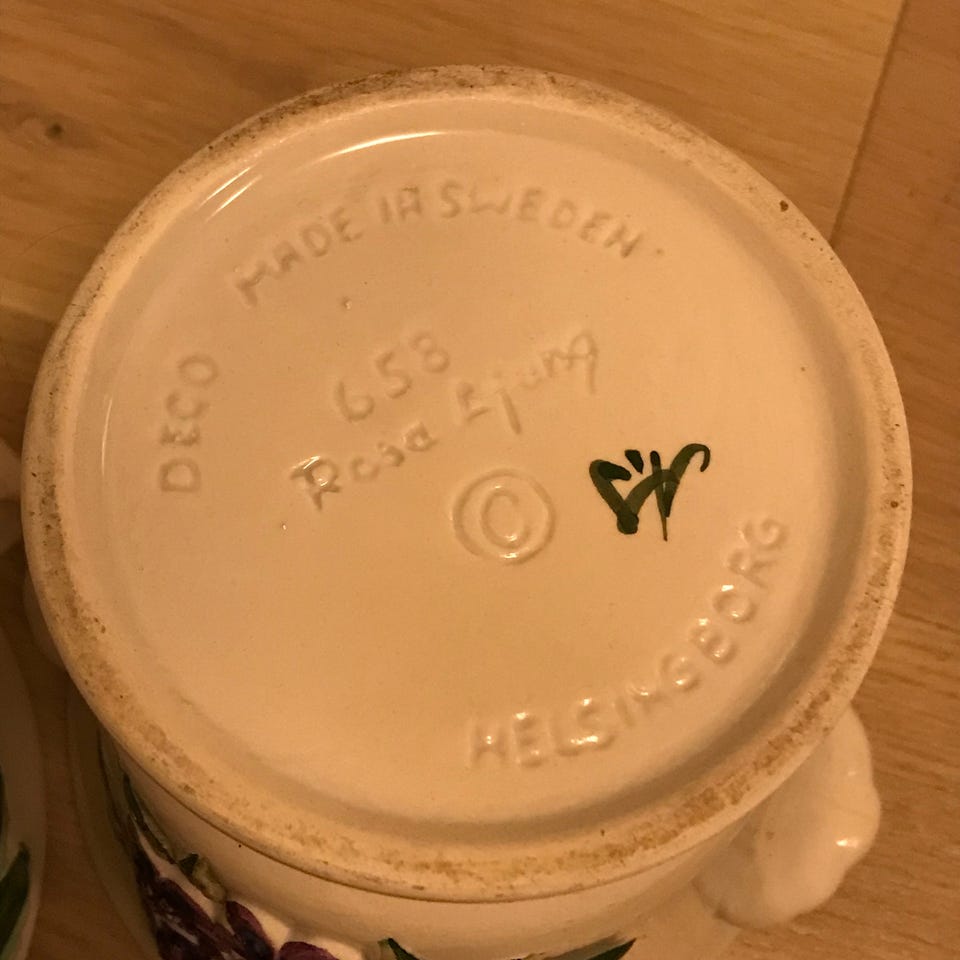 MADE IN SWEDEN
DECO
658
Rosa Ljung
©
HELSINGBORG